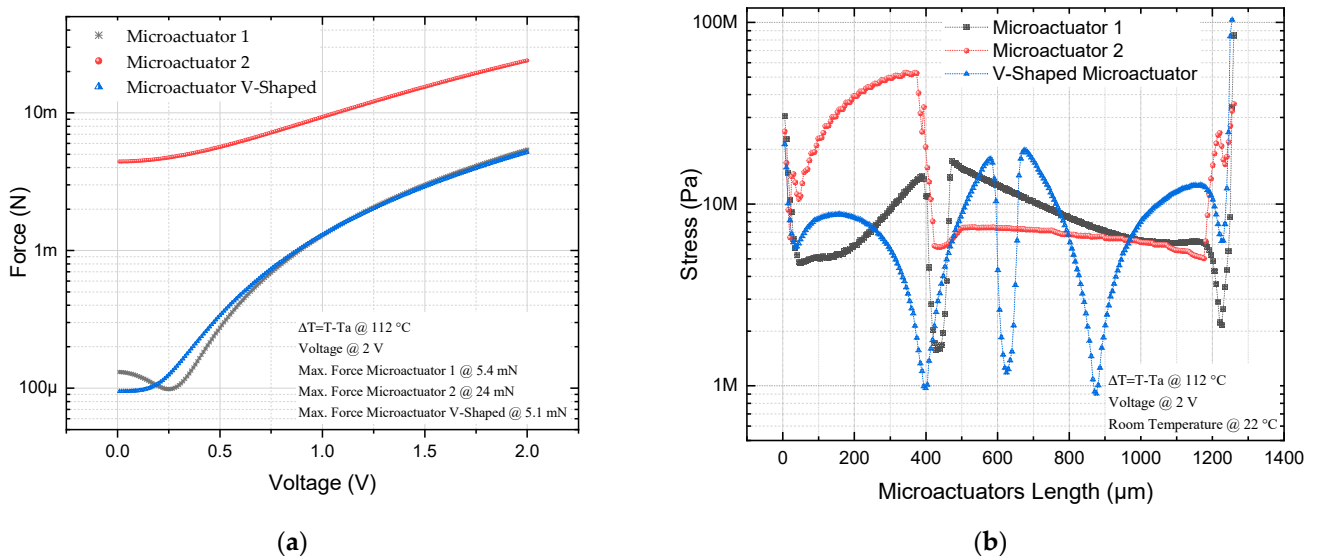 Microactuator 1
Microactuator 2
Microactuator V-Shaped
10m
1m
100µ
Force (N)
ΔT=T-Ta @ 112 °C
Voltage @ 2 V
Max. Force Microactuator 1 @ 5.4 mN
Max. Force Microactuator 2 @ 24 mN
Max. Force Microactuator V-Shaped @ 5.1 mN
0.0 0.5 1.0 1.5 2.0
Voltage (V)
(a)
Microactuator 1
Microactuator 2
V-Shaped Microactuator
100M
10M
1M
Stress (Pa)
ΔT=T-Ta @ 112 °C
Voltage @ 2 V
Room Temperature @ 22 °C
0 200 400 600 800 1000 1200 1400
Microactuators Length (µm)
(b)